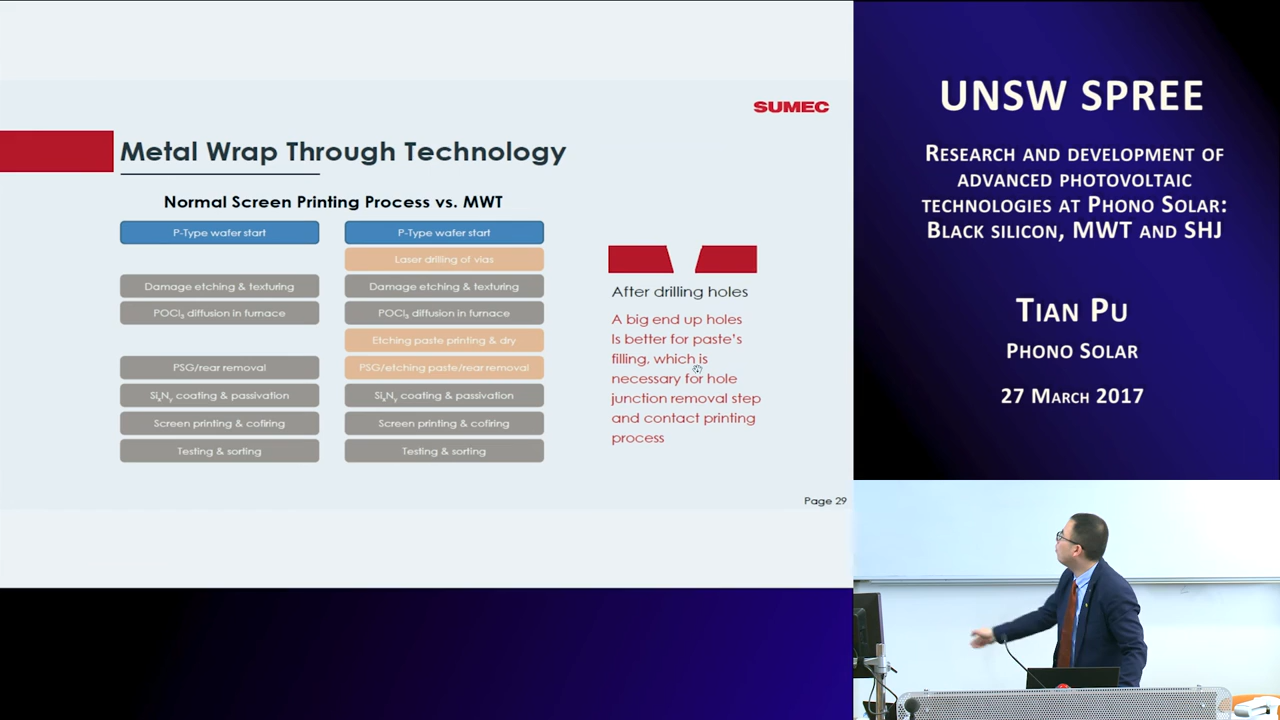 SUMEC
Metal Wrap Through Technology
Normal Screen Printing Process vs. MWT
P-Type wafer start
Damage etching & texturing
POCl₃ diffusion in furnace
PSG/rear removal
SiₓNᵧ coating & passivation
Screen printing & cofiring
Testing & sorting
P-Type wafer start
Laser drilling of vias
Damage etching & texturing
POCl₃ diffusion in furnace
Etching paste printing & dry
PSG/etching paste/rear removal
SiₓNᵧ coating & passivation
Screen printing & cofiring
Testing & sorting
After drilling holes
A big end up holes
Is better for paste's
filling, which is
necessary for hole
junction removal step
and contact printing
process
Page 29
UNSW SPREE
Research and development of
advanced photovoltaic
technologies at Phono Solar:
Black silicon, MWT and SHJ
Tian Pu
Phono Solar
27 March 2017